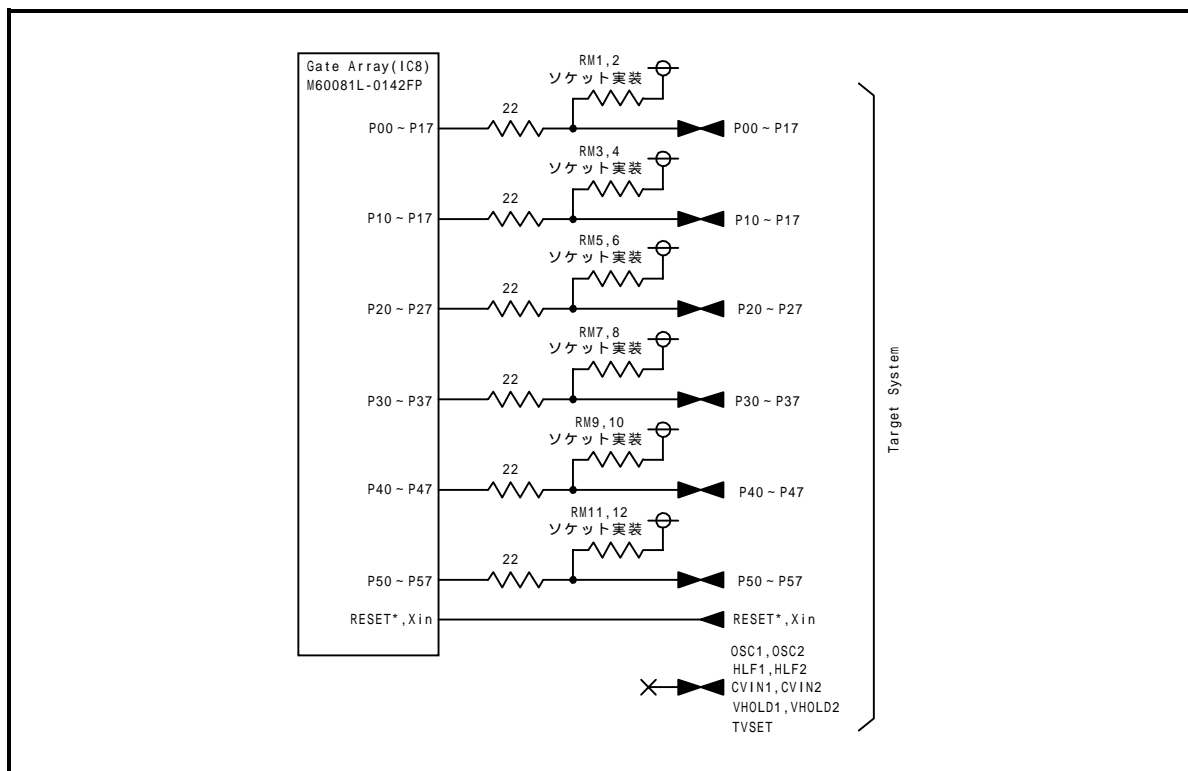 Gate Array(IC8)
M60081L-0142FP
RM1,2
ソケット実装
22
P00～P17
P00～P17
RM3,4
ソケット実装
22
P10～P17
P10～P17
RM5,6
ソケット実装
22
P20～P27
P20～P27
RM7,8
ソケット実装
22
P30～P37
P30～P37
RM9,10
ソケット実装
22
P40～P47
P40～P47
RM11,12
ソケット実装
22
P50～P57
P50～P57
RESET*,Xin
RESET*,Xin
OSC1,OSC2
HLF1,HLF2
CVIN1,CVIN2
VHOLD1,VHOLD2
TVSET
Target System